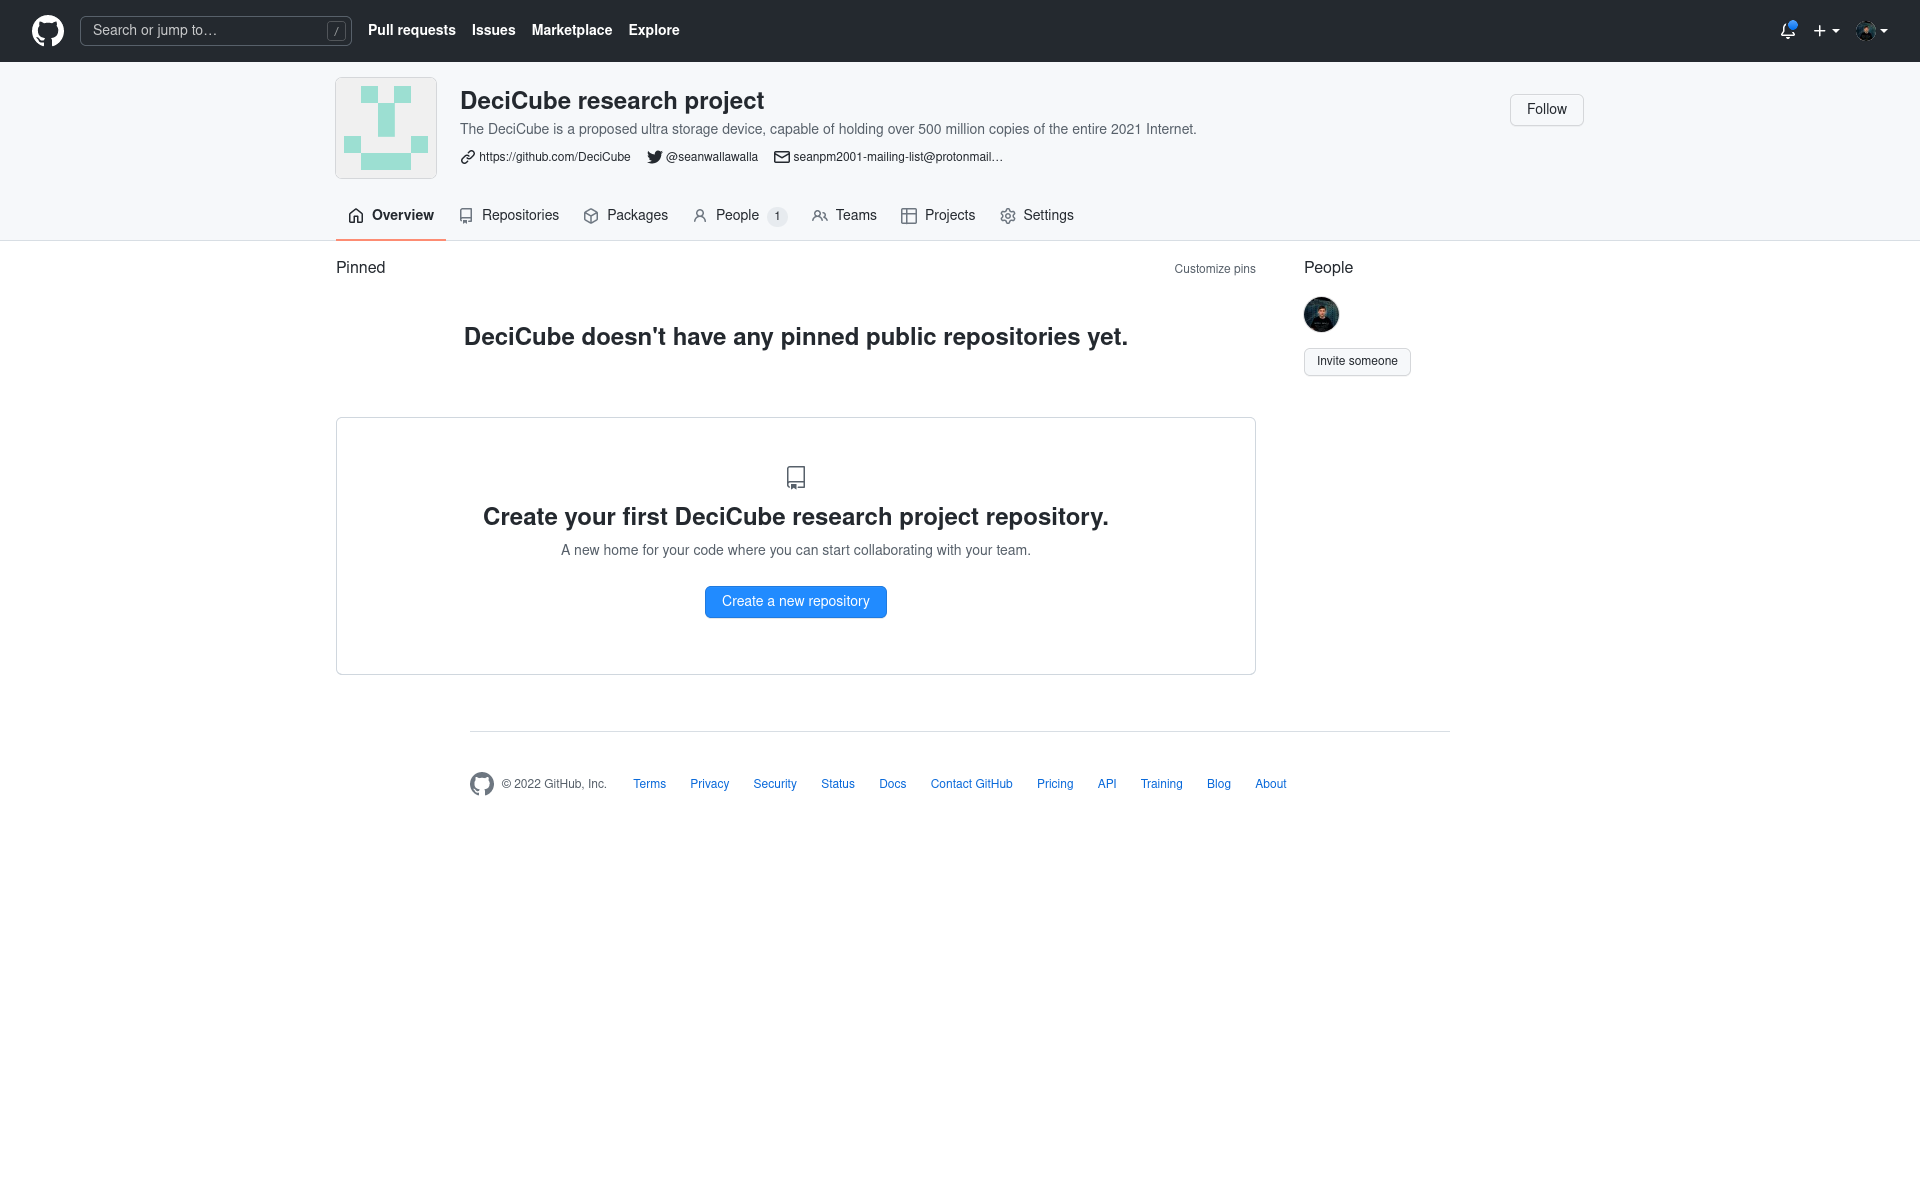 Search or jump to… /
Pull requests Issues Marketplace Explore
DeciCube research project
The DeciCube is a proposed ultra storage device, capable of holding over 500 million copies of the entire 2021 Internet.
https://github.com/DeciCube @seanwallawalla seanpm2001-mailing-list@protonmail…
Follow
Overview Repositories Packages People 1 Teams Projects Settings
Pinned
Customize pins
DeciCube doesn't have any pinned public repositories yet.
Create your first DeciCube research project repository.
A new home for your code where you can start collaborating with your team.
Create a new repository
People
Invite someone
© 2022 GitHub, Inc. Terms Privacy Security Status Docs Contact GitHub Pricing API Training Blog About